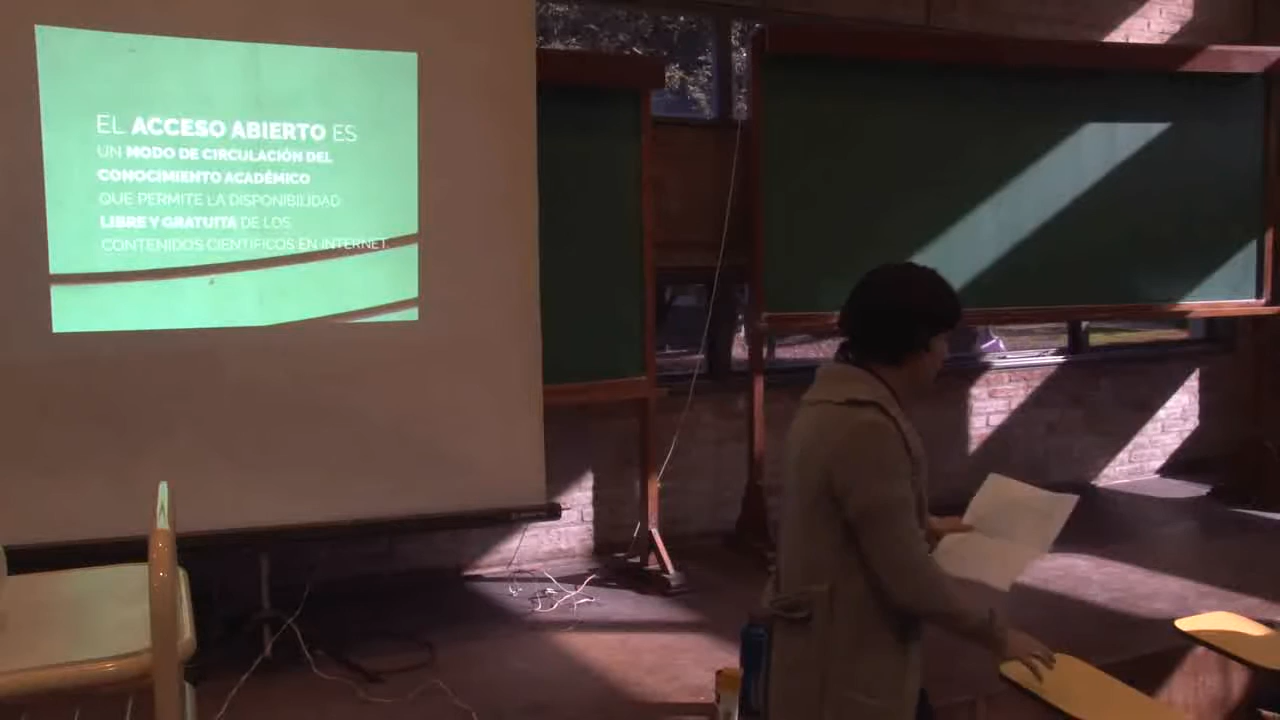 EL ACCESO ABIERTO ES
UN MODO DE CIRCULACIÓN DEL
CONOCIMIENTO ACADÉMICO
QUE PERMITE LA DISPONIBILIDAD
LIBRE Y GRATUITA DE LOS
CONTENIDOS CIENTÍFICOS EN INTERNET.